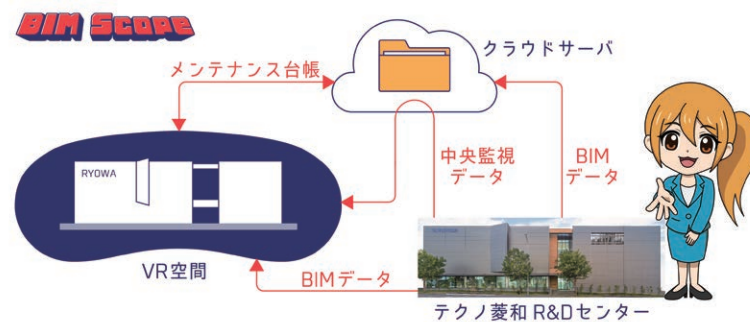 BIM Scope
クラウドサーバ
メンテナンス台帳
中央監視
データ
BIM
データ
RYOWA
VR空間
BIMデータ
テクノ菱和 R&Dセンター